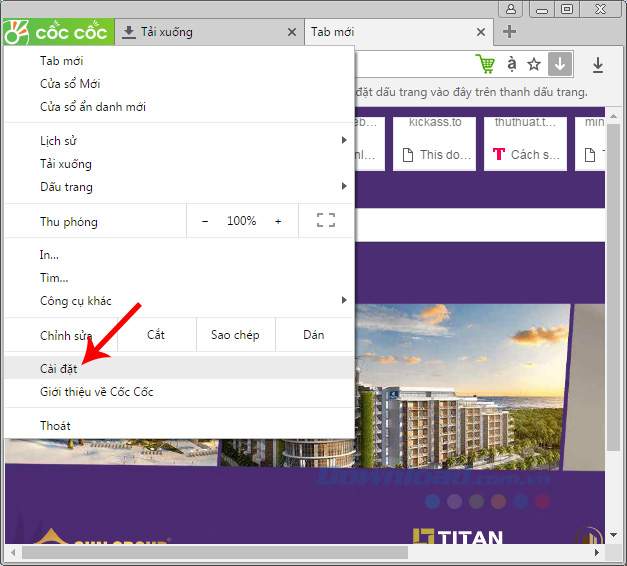 cốc cốc
Tải xuống
Tab mới
đặt dấu trang vào đây trên thanh dấu trang.
Tab mới
Cửa sổ Mới
Cửa sổ ẩn danh mới
Lịch sử
Tải xuống
Dấu trang
Thu phóng - 100% +
In...
Tìm...
Công cụ khác
Chỉnh sửa Cắt Sao chép Dán
Cài đặt
Giới thiệu về Cốc Cốc
Thoát
kickass.to
thuthuat.t...
This do...
Cách s...
Download.com.vn
SUN GROUP
TITAN